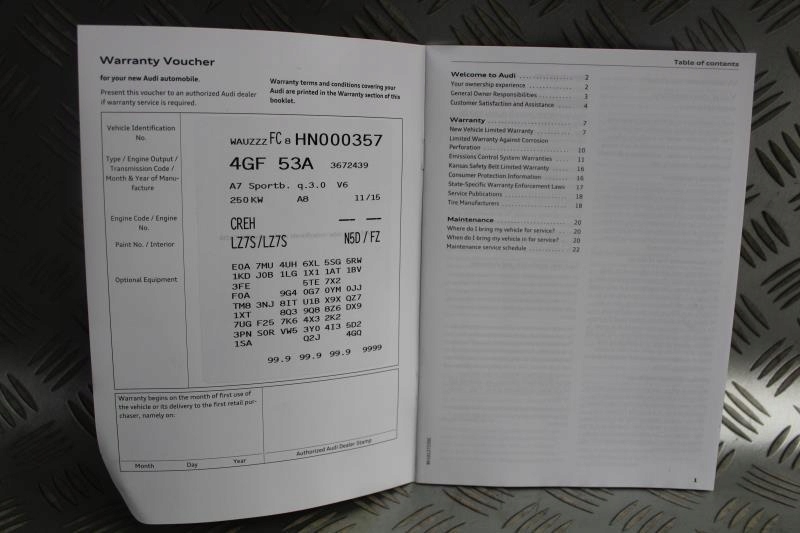 Warranty Voucher
for your new Audi automobile.
Present this voucher to an authorized Audi dealer
if warranty service is required.
Warranty terms and conditions covering your
Audi are printed in the Warranty section of this
booklet.
Vehicle Identification
No.
WAUZZZ FC 8 HN000357
Type / Engine Output /
Transmission Code /
Month & Year of Manu-
facture
4GF 53A 3672439
A7 Sportb. q.3.0 V6
250KW A8 11/15
Engine Code / Engine
No.
CREH --- ---
Paint No. / Interior
LZ7S/LZ7S N5D / FZ
Optional Equipment
E0A 7MU 4UH 6XL 5SG 5RW
1KD J0B 1LG 1X1 1AT 1BV
3FE 5TE 7X2
F0A 9G4 0G7 0YM 0JJ
TM8 3NJ 8IT U1B X9X QZ7
1XT 8Q3 9Q8 8Z6 DX9
7UG F25 7K6 4X3 2K2
3PN S0R VW5 3Y0 4I3 5D2
1SA Q2J 4GQ
99.9 99.9 99.9 9999
Warranty begins on the month of first use of
the vehicle or its delivery to the first retail pur-
chaser, namely on:
Month Day Year
Authorized Audi Dealer Stamp
Table of contents
Welcome to Audi ............... 2
Your ownership experience ........... 2
General Owner Responsibilities ......... 3
Customer Satisfaction and Assistance .... 4
Warranty ........................ 7
New Vehicle Limited Warranty ......... 7
Limited Warranty Against Corrosion
Perforation ........................ 10
Emissions Control System Warranties .... 11
Kansas Safety Belt Limited Warranty .... 16
Consumer Protection Information ....... 16
State-Specific Warranty Enforcement Laws 17
Service Publications ................. 18
Tire Manufacturers .................. 18
Maintenance .................... 20
Where do I bring my vehicle for service? .. 20
When do I bring my vehicle in for service? .. 20
Maintenance service schedule .......... 22
1